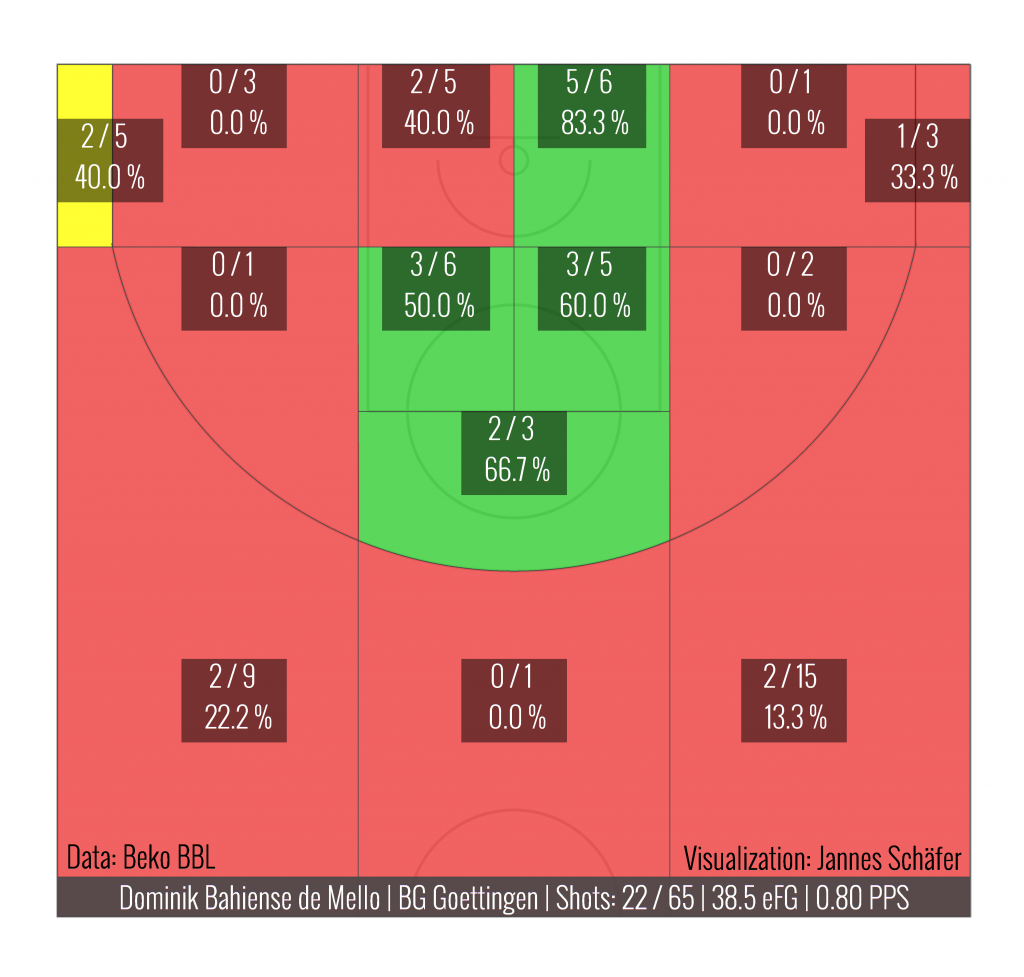 0 / 3
0.0 %
2 / 5
40.0 %
5 / 6
83.3 %
0 / 1
0.0 %
2 / 5
40.0 %
1 / 3
33.3 %
0 / 1
0.0 %
3 / 6
50.0 %
3 / 5
60.0 %
0 / 2
0.0 %
2 / 3
66.7 %
2 / 9
22.2 %
0 / 1
0.0 %
2 / 15
13.3 %
Data: Beko BBL
Visualization: Jannes Schäfer
Dominik Bahiense de Mello | BG Goettingen | Shots: 22 / 65 | 38.5 eFG | 0.80 PPS